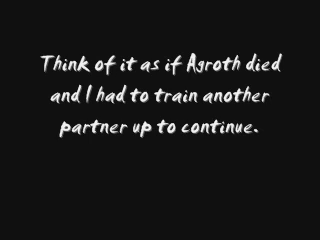 Think of it as if Agroth died
and I had to train another
partner up to continue.